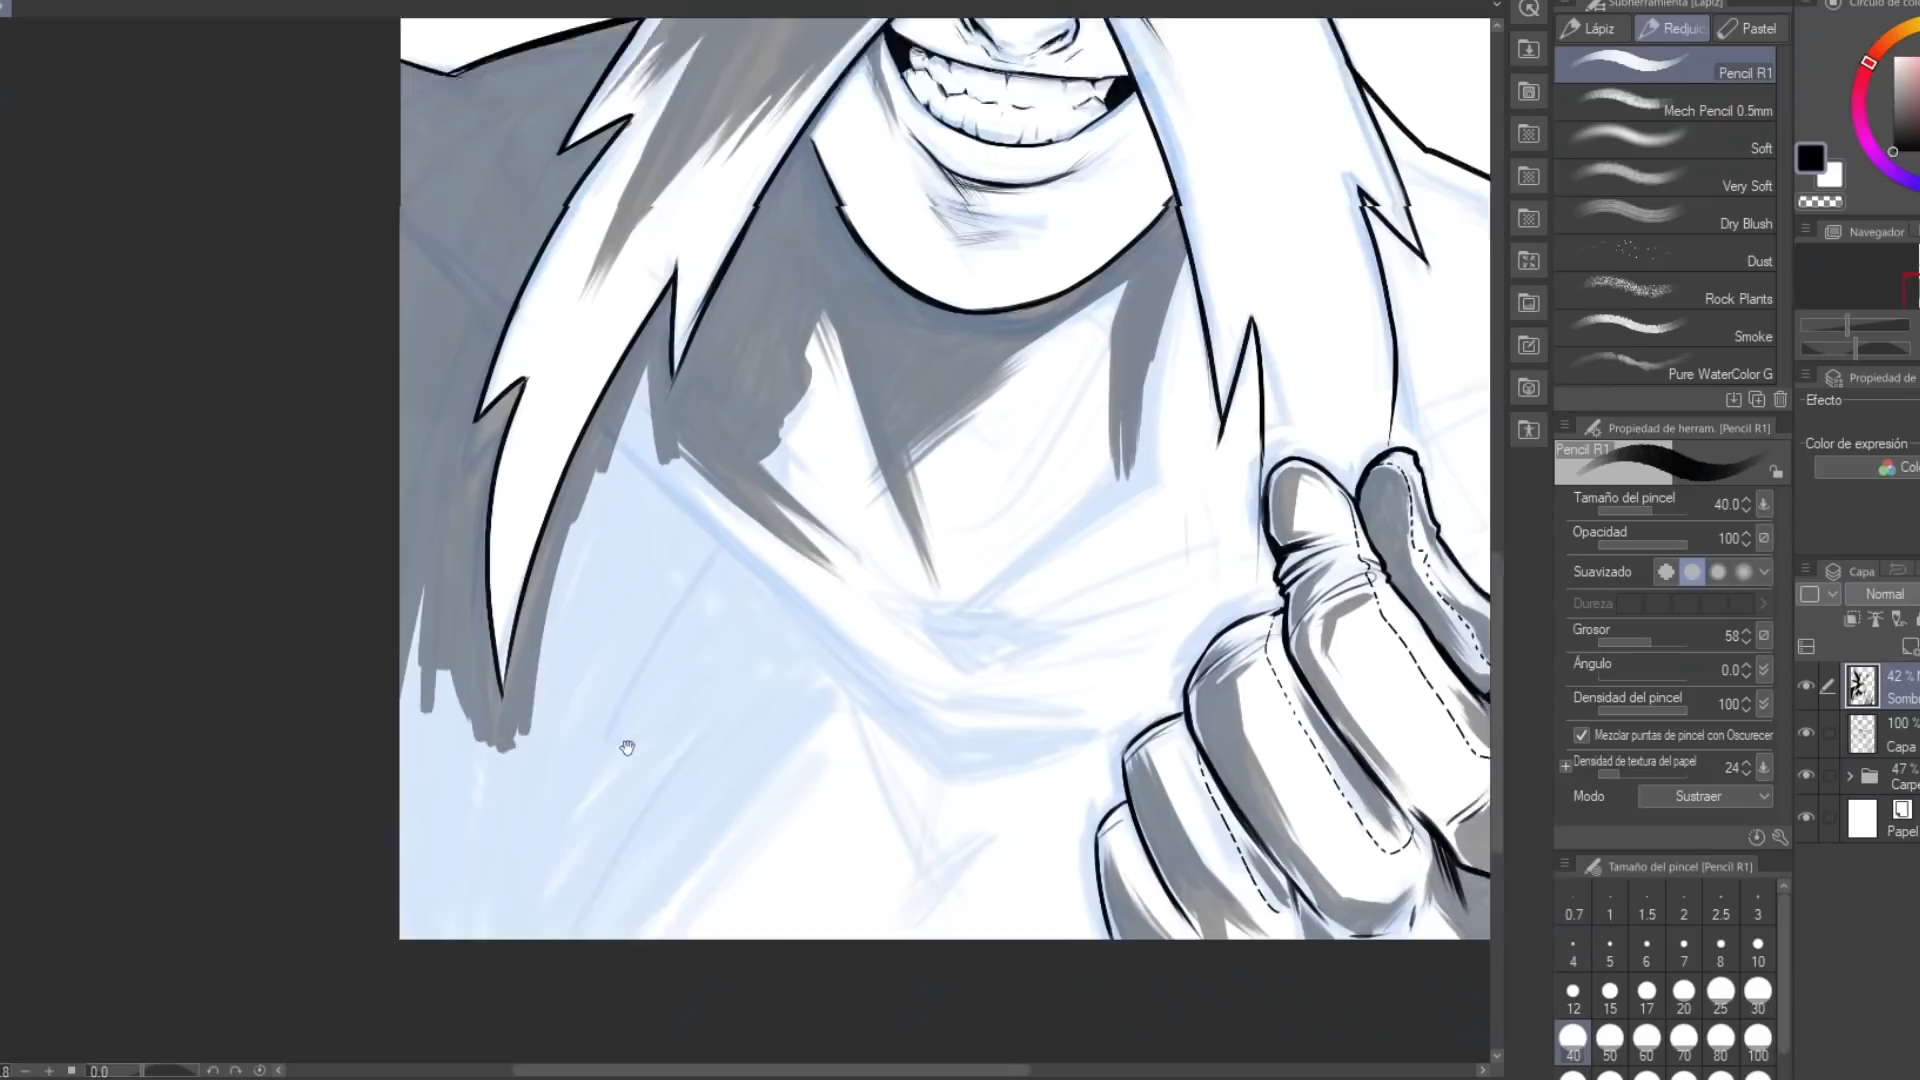 Subherramienta [Lápiz]
Círculo de col
Lápiz
Redjuic
Pastel
Pencil R1
Mech Pencil 0.5mm
Soft
Very Soft
Dry Blush
Dust
Rock Plants
Smoke
Pure WaterColor G
Navegador
Propiedad de
Efecto
Color de expresión
Colo
Propiedad de herram. [Pencil R1]
Pencil R1
Tamaño del pincel 40.0
Opacidad 100
Suavizado
Dureza
Grosor 58
Ángulo 0.0
Densidad del pincel 100
Mezclar puntas de pincel con Oscurecer
Densidad de textura del papel 24
Modo Sustraer
Capa
Normal
42 % N
Somb
100 %
Capa
47 %
Carpe
Papel
Tamaño del pincel [Pencil R1]
0.7 1 1.5 2 2.5 3
4 5 6 7 8 10
12 15 17 20 25 30
40 50 60 70 80 100
.8
0.0